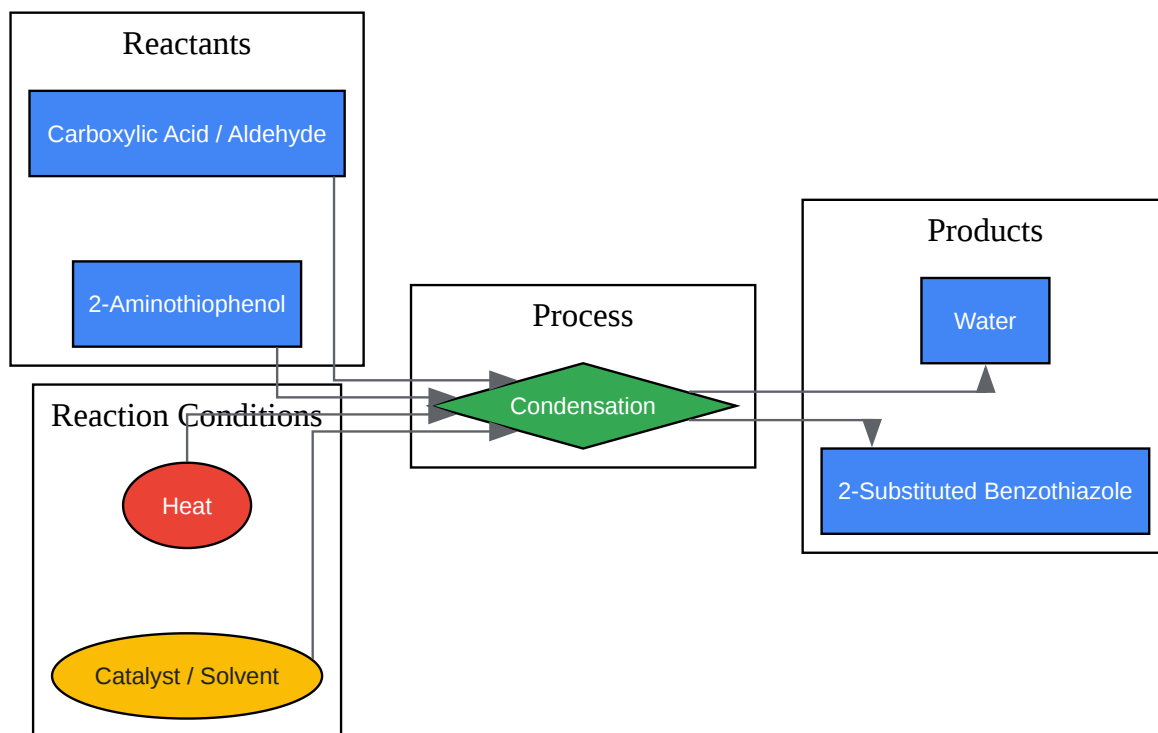 Reactants
Carboxylic Acid / Aldehyde
2-Aminothiophenol
Reaction Conditions
Heat
Catalyst / Solvent
Process
Condensation
Products
Water
2-Substituted Benzothiazole